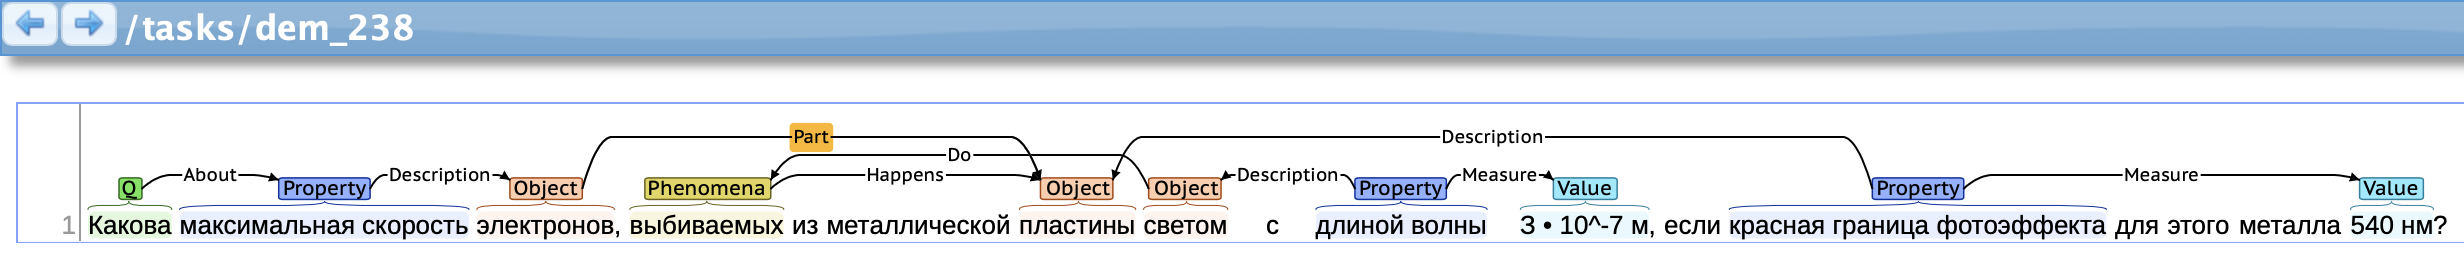 /tasks/dem_238
Part Description
Do
About Description Happens Description Measure Measure
Q Property Object Phenomena Object Object Property Value Property Value
1 Какова максимальная скорость электронов, выбиваемых из металлической пластины светом с длиной волны 3 • 10^-7 м, если красная граница фотоэффекта для этого металла 540 нм?